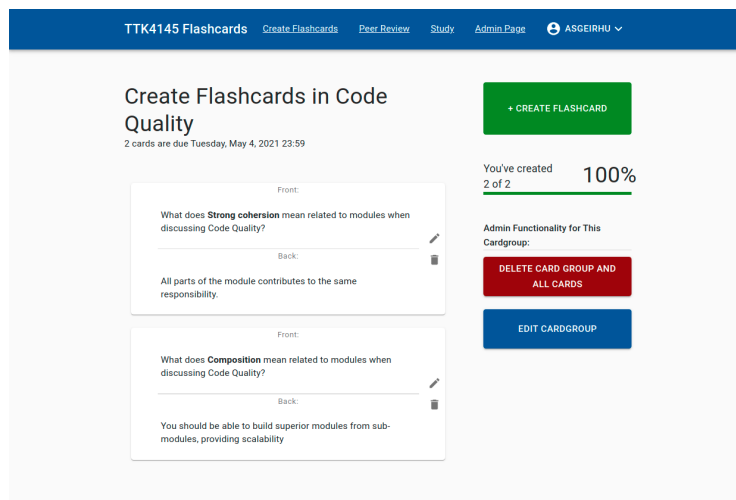 TTK4145 Flashcards Create Flashcards Peer Review Study Admin Page ASGEIRHU
Create Flashcards in Code
Quality
2 cards are due Tuesday, May 4, 2021 23:59
Front:
What does Strong cohersion mean related to modules when
discussing Code Quality?
Back:
All parts of the module contributes to the same
responsibility.
Front:
What does Composition mean related to modules when
discussing Code Quality?
Back:
You should be able to build superior modules from sub-
modules, providing scalability
+ CREATE FLASHCARD
You've created
2 of 2
100%
Admin Functionality for This
Cardgroup:
DELETE CARD GROUP AND
ALL CARDS
EDIT CARDGROUP